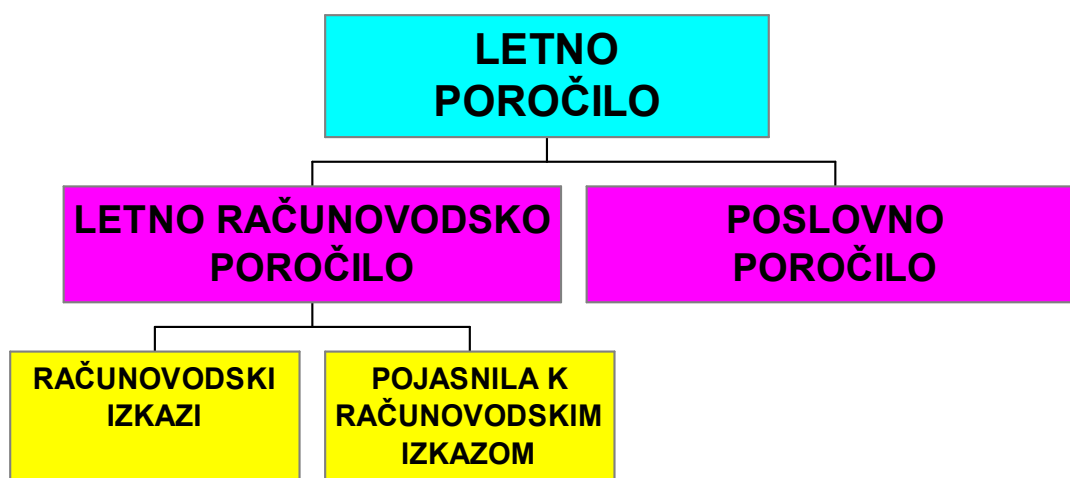 LETNO
POROČILO
LETNO RAČUNOVODSKO
POROČILO
POSLOVNO
POROČILO
RAČUNOVODSKI
IZKAZI
POJASNILA K
RAČUNOVODSKIM
IZKAZOM